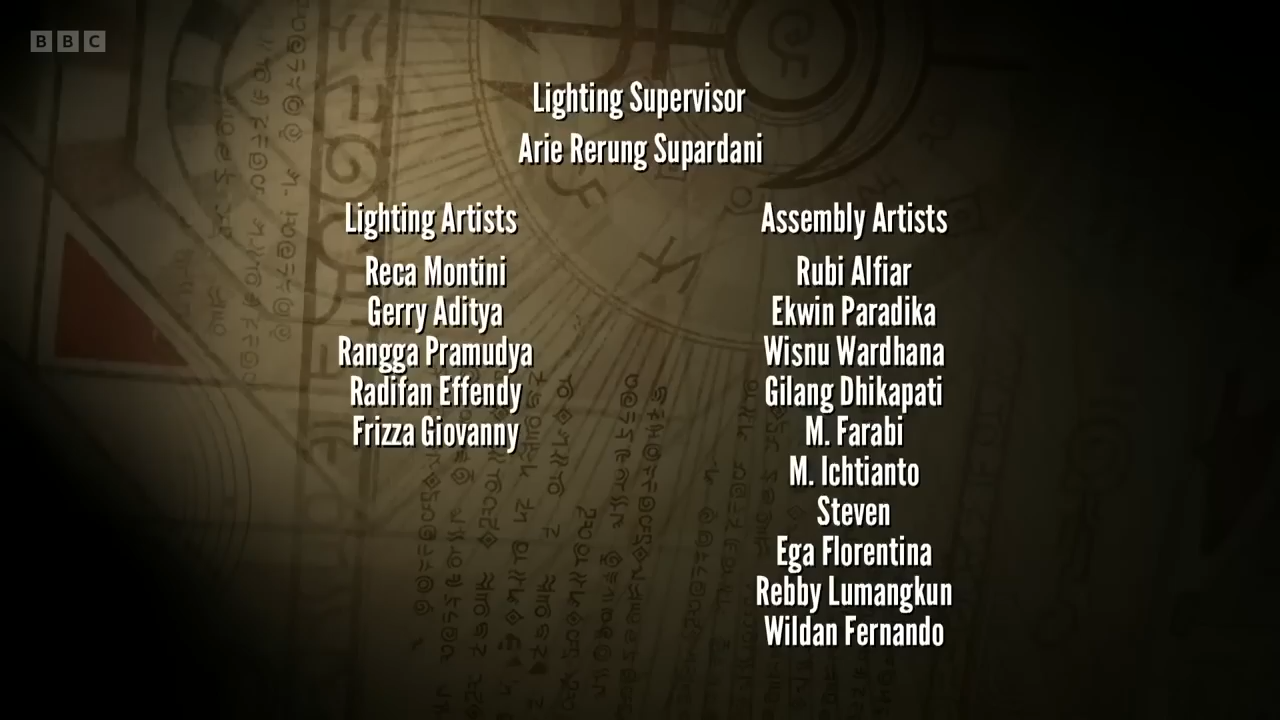 BBC
Lighting Supervisor
Arie Rerung Supardani
Lighting Artists
Reca Montini
Gerry Aditya
Rangga Pramudya
Radifan Effendy
Frizza Giovanny
Assembly Artists
Rubi Alfiar
Ekwin Paradika
Wisnu Wardhana
Gilang Dhikapati
M. Farabi
M. Ichtianto
Steven
Ega Florentina
Rebby Lumangkun
Wildan Fernando